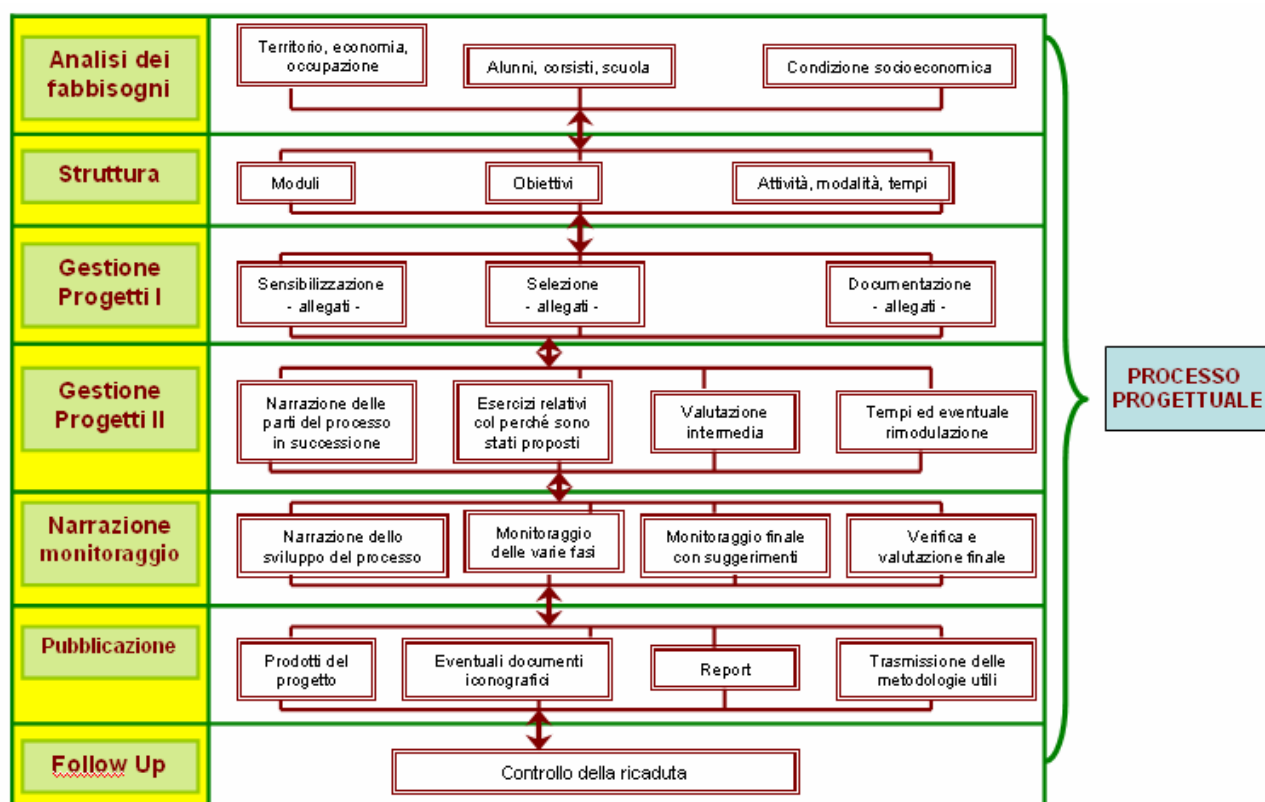 Analisi dei
fabbisogni
Territorio, economia,
occupazione
Alunni, corsisti, scuola
Condizione socioeconomica
Struttura
Moduli
Obiettivi
Attività, modalità, tempi
Gestione
Progetti I
Sensibilizzazione
- allegati -
Selezione
- allegati -
Documentazione
- allegati -
Gestione
Progetti II
Narrazione delle
parti del processo
in successione
Esercizi relativi
col perché sono
stati proposti
Valutazione
intermedia
Tempi ed eventuale
rimodulazione
Narrazione
monitoraggio
Narrazione dello
sviluppo del processo
Monitoraggio
delle varie fasi
Monitoraggio finale
con suggerimenti
Verifica e
valutazione finale
Pubblicazione
Prodotti del
progetto
Eventuali documenti
iconografici
Report
Trasmissione delle
metodologie utili
Follow Up
Controllo della ricaduta
PROCESSO
PROGETTUALE